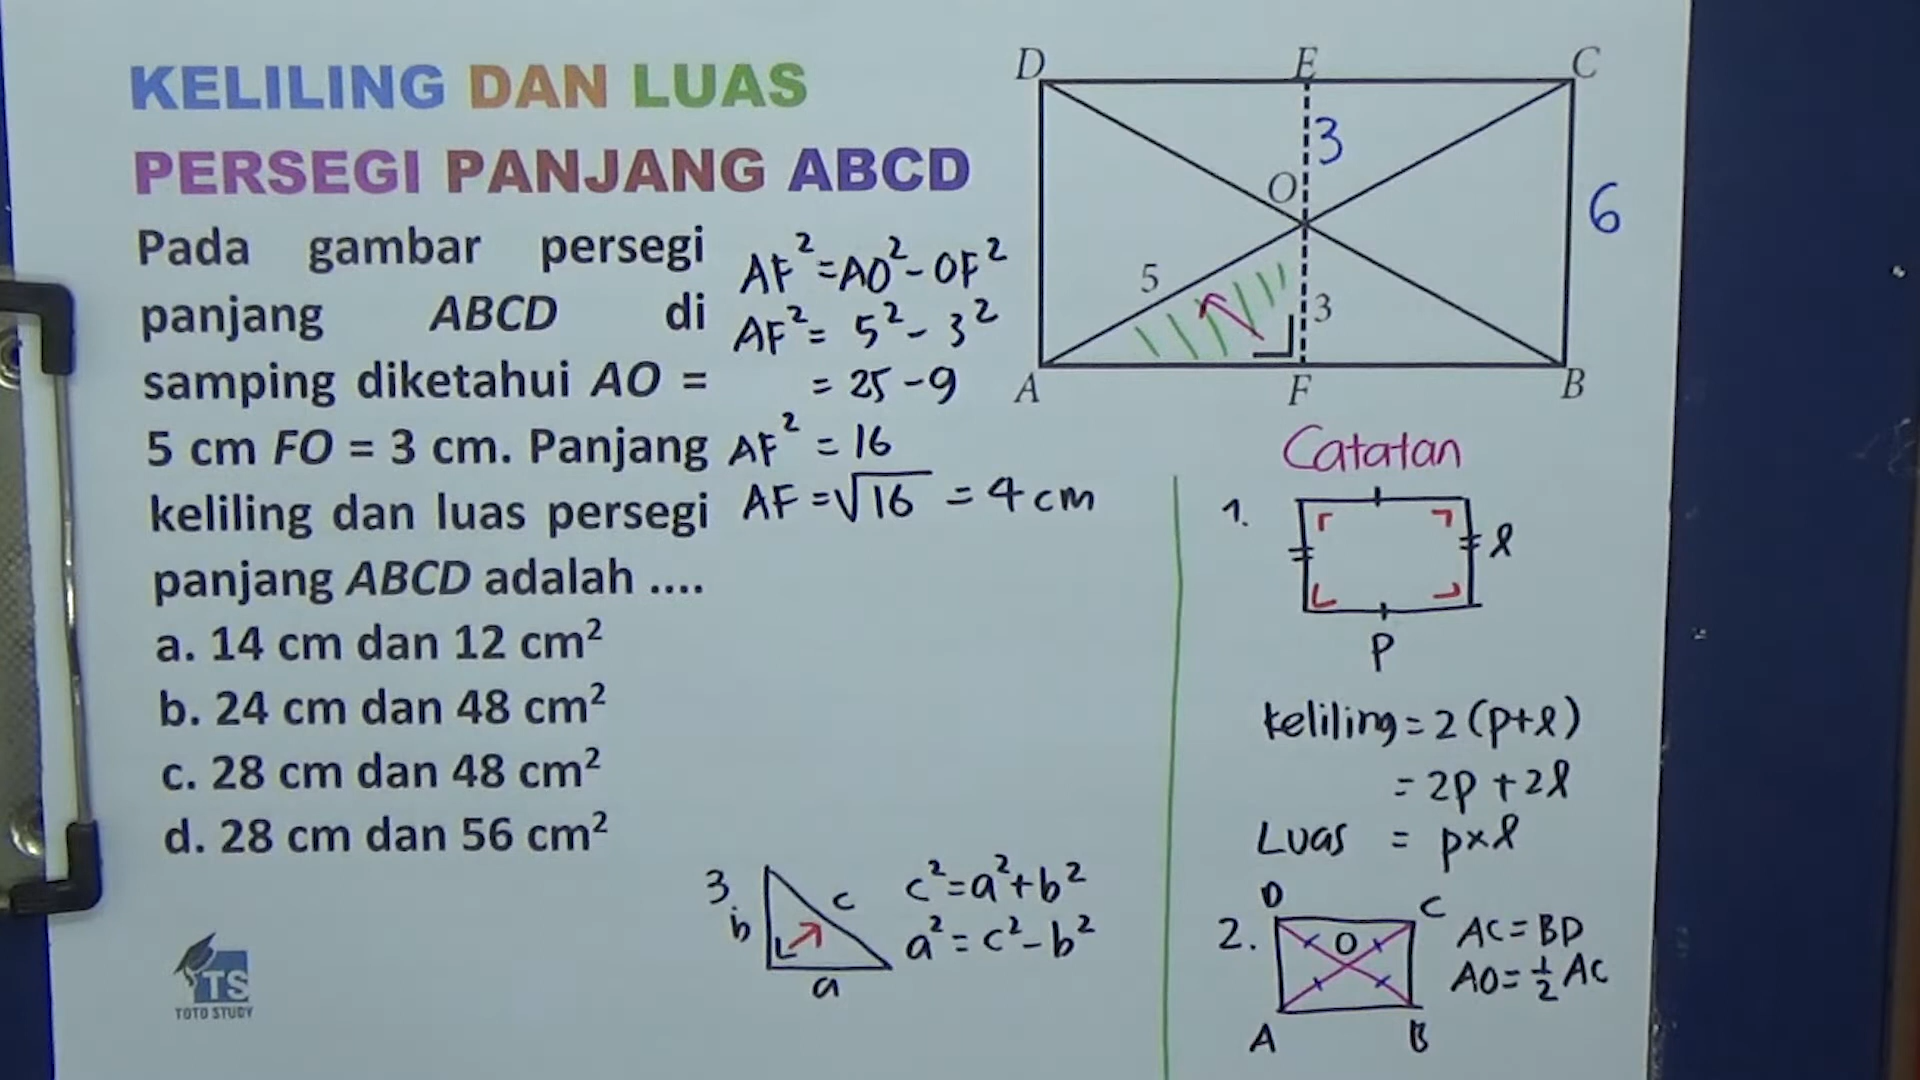 KELILING DAN LUAS
PERSEGI PANJANG ABCD
Pada gambar persegi
panjang ABCD di
samping diketahui AO =
5 cm FO = 3 cm. Panjang
keliling dan luas persegi
panjang ABCD adalah ....
a. 14 cm dan 12 cm²
b. 24 cm dan 48 cm²
c. 28 cm dan 48 cm²
d. 28 cm dan 56 cm²
AF² = AO² - OF²
AF² = 5² - 3²
= 25 - 9
AF² = 16
AF = √16 = 4 cm
D E C
3
O
6
5
3
A F B
Catatan
1.
l
p
keliling = 2 (p+l)
= 2p + 2l
Luas = p x l
2.
D C
O
A B
AC = BD
AO = ½ AC
3.
b c
a
c² = a² + b²
a² = c² - b²
TS
TOTO STUDY